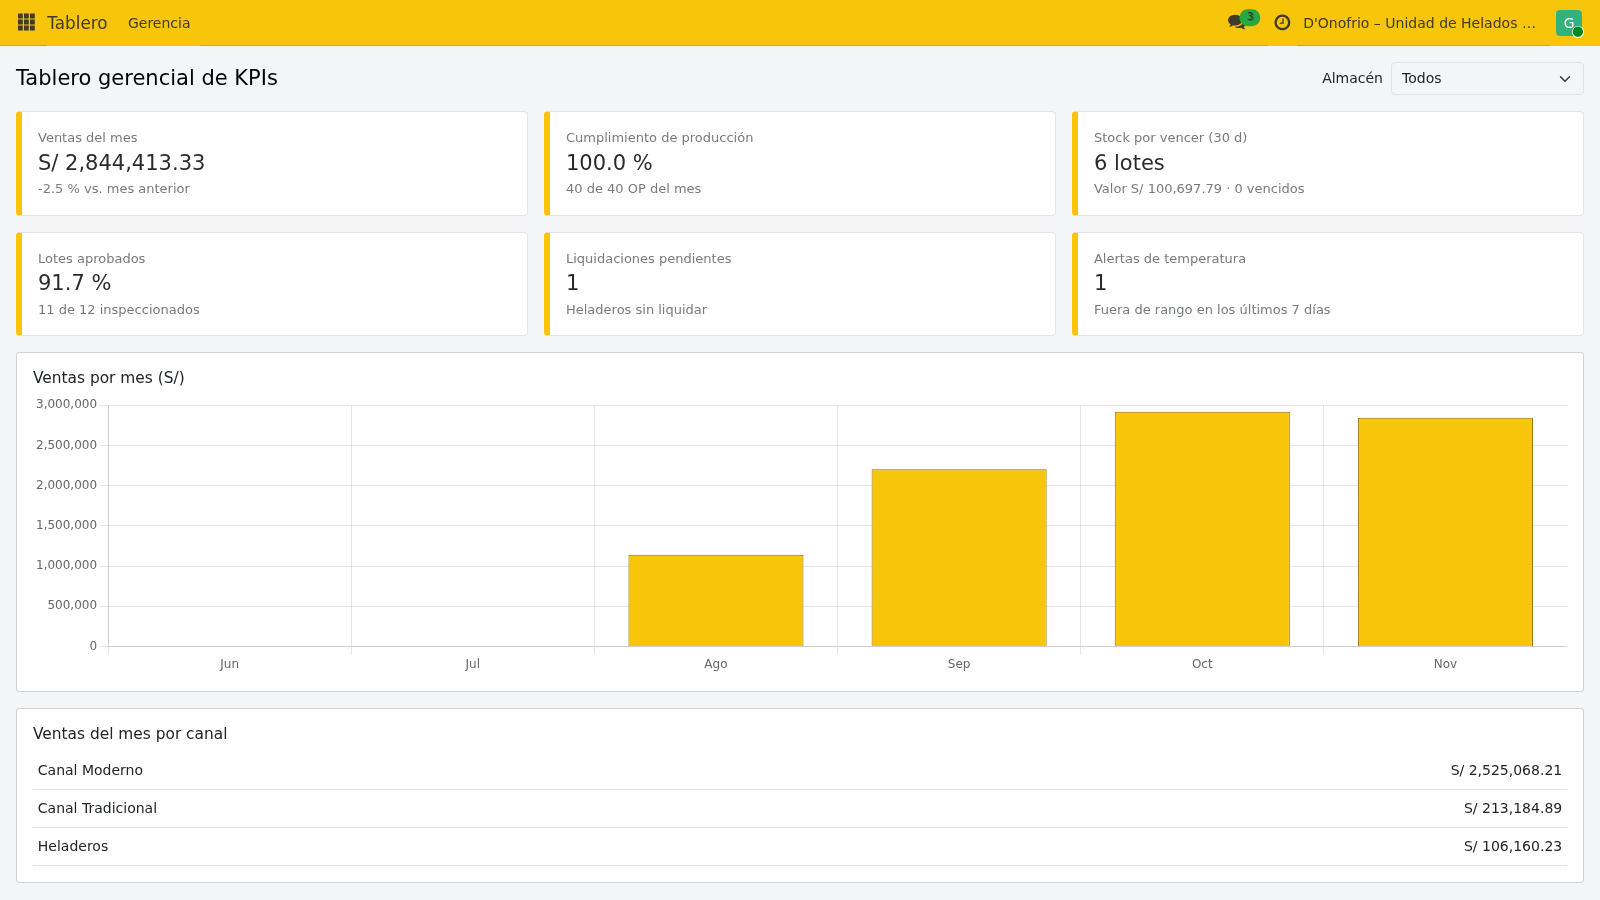 Tablero Gerencia 3 D'Onofrio – Unidad de Helados ... G
Tablero gerencial de KPIs
Almacén Todos
Ventas del mes
S/ 2,844,413.33
-2.5 % vs. mes anterior
Cumplimiento de producción
100.0 %
40 de 40 OP del mes
Stock por vencer (30 d)
6 lotes
Valor S/ 100,697.79 · 0 vencidos
Lotes aprobados
91.7 %
11 de 12 inspeccionados
Liquidaciones pendientes
1
Heladeros sin liquidar
Alertas de temperatura
1
Fuera de rango en los últimos 7 días
Ventas por mes (S/)
3,000,000
2,500,000
2,000,000
1,500,000
1,000,000
500,000
0
Jun Jul Ago Sep Oct Nov
Ventas del mes por canal
Canal Moderno S/ 2,525,068.21
Canal Tradicional S/ 213,184.89
Heladeros S/ 106,160.23